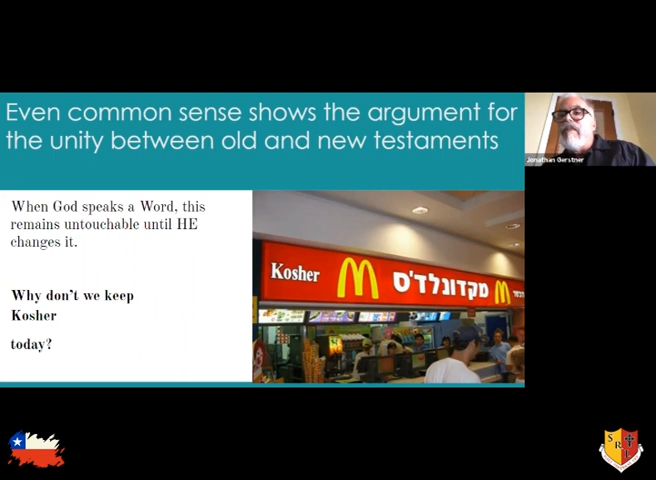 Even common sense shows the argument for
the unity between old and new testaments
Jonathan Gerstner
When God speaks a Word, this
remains untouchable until HE
changes it.
Why don't we keep
Kosher
today?
Kosher
מקדונלד'ס
S R L